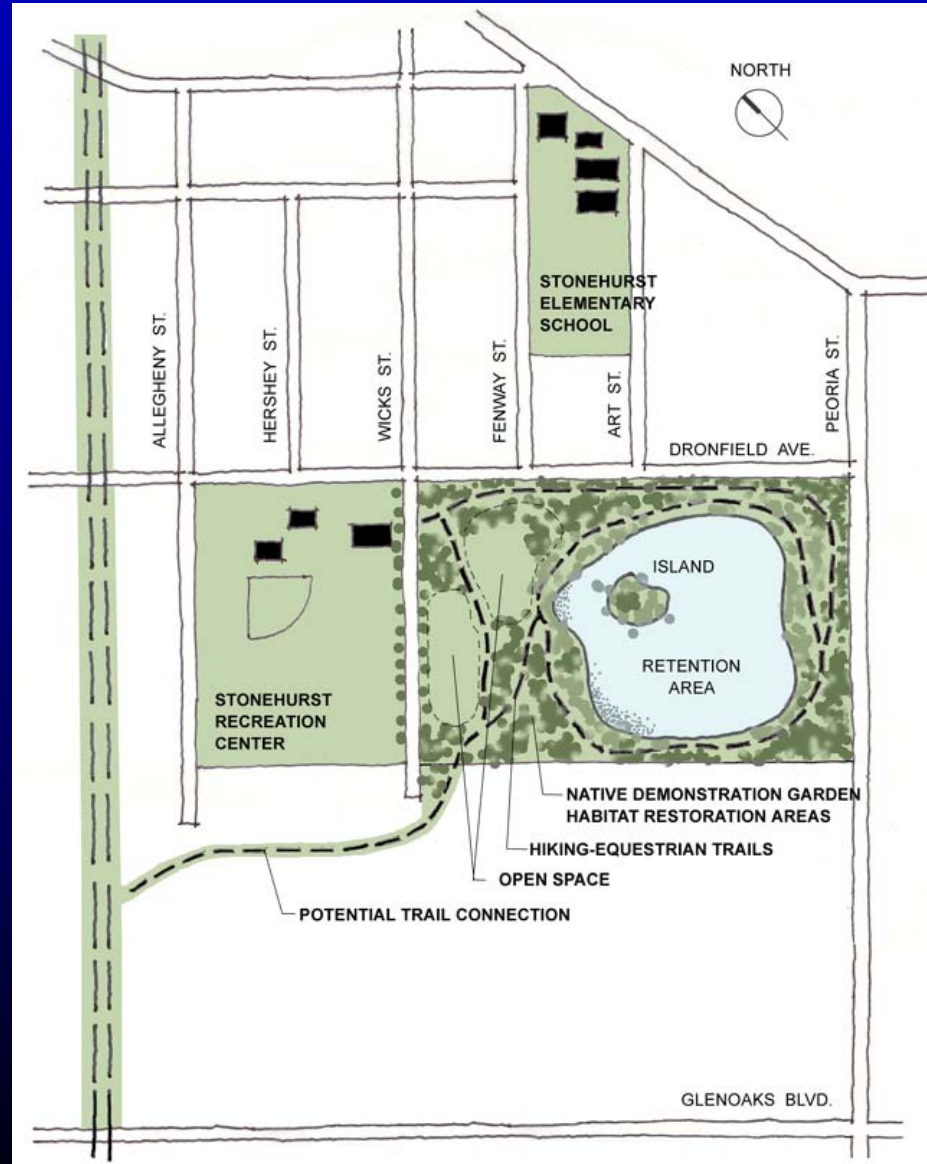 NORTH
STONEHURST
ELEMENTARY
SCHOOL
ALLEGHENY ST.
HERSHEY ST.
WICKS ST.
FENWAY ST.
ART ST.
PEORIA ST.
DRONFIELD AVE.
ISLAND
RETENTION
AREA
STONEHURST
RECREATION
CENTER
NATIVE DEMONSTRATION GARDEN
HABITAT RESTORATION AREAS
HIKING-EQUESTRIAN TRAILS
OPEN SPACE
POTENTIAL TRAIL CONNECTION
GLENOAKS BLVD.